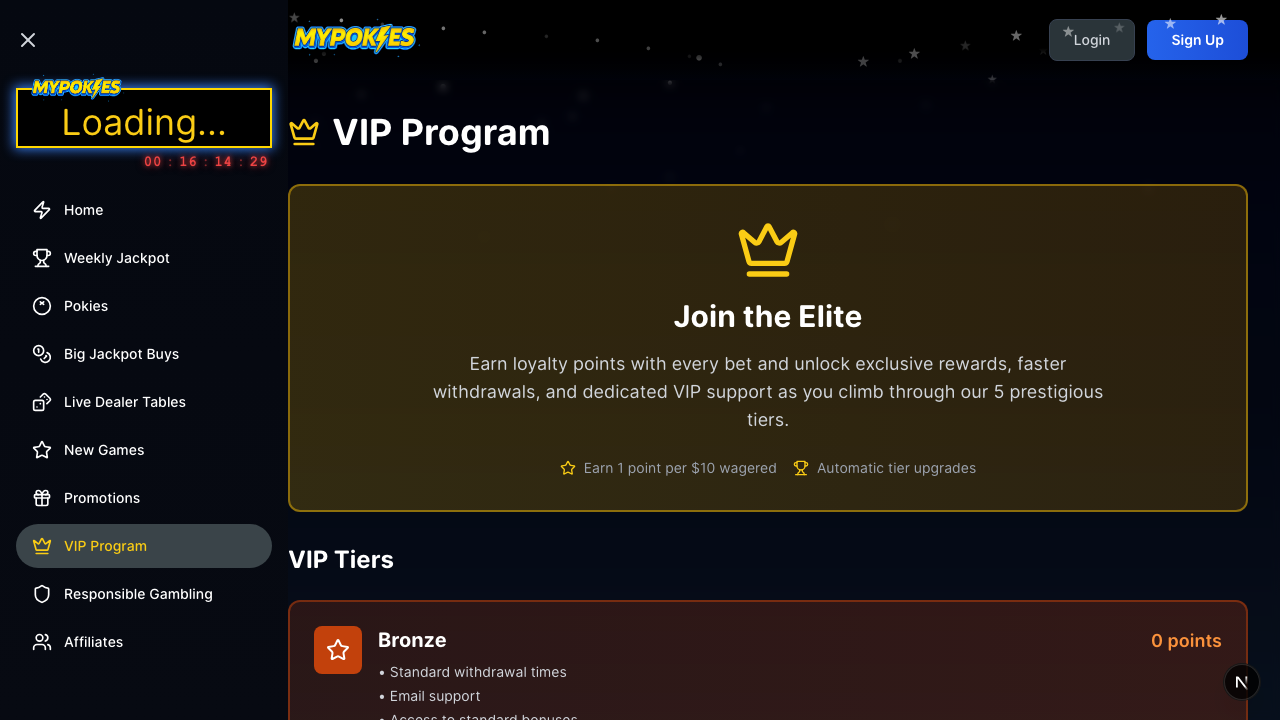 MYPOKIES
Loading...
00 : 16 : 14 : 29
Home
Weekly Jackpot
Pokies
Big Jackpot Buys
Live Dealer Tables
New Games
Promotions
VIP Program
Responsible Gambling
Affiliates
MYPOKIES
Login
Sign Up
VIP Program
Join the Elite
Earn loyalty points with every bet and unlock exclusive rewards, faster
withdrawals, and dedicated VIP support as you climb through our 5 prestigious
tiers.
Earn 1 point per $10 wagered
Automatic tier upgrades
VIP Tiers
Bronze
0 points
• Standard withdrawal times
• Email support
• Access to standard bonuses
N